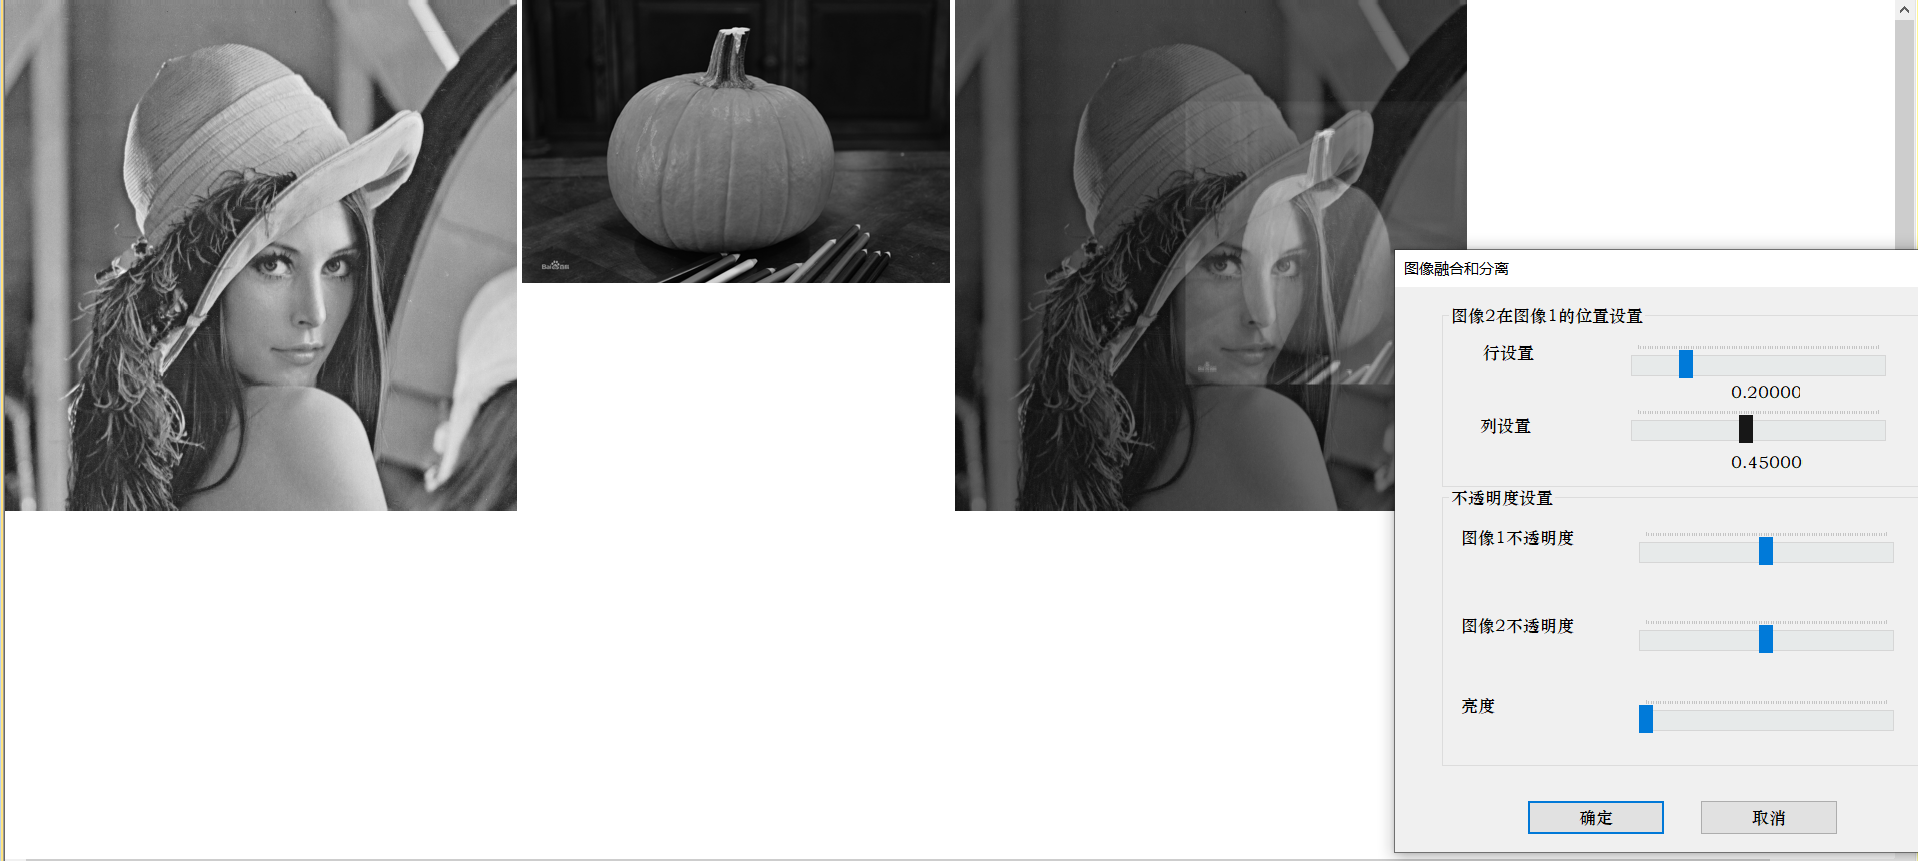 图像融合和分离
图像2在图像1的位置设置
行设置
0.20000
列设置
0.45000
不透明度设置
图像1不透明度
图像2不透明度
亮度
确定
取消